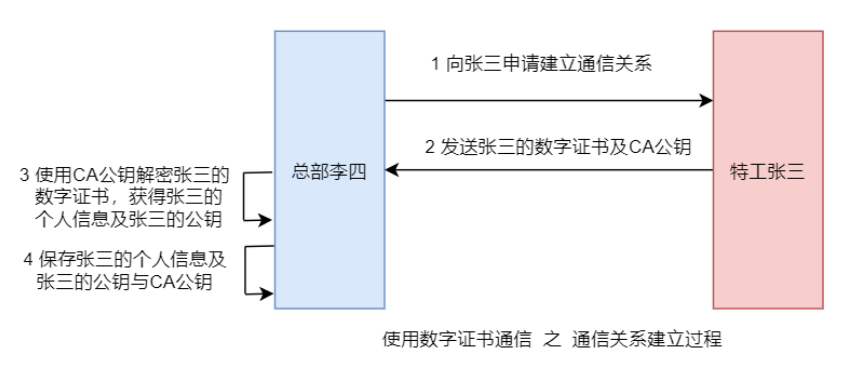 1 向张三申请建立通信关系
2 发送张三的数字证书及CA公钥
总部李四
特工张三
3 使用CA公钥解密张三的
数字证书，获得张三的
个人信息及张三的公钥
4 保存张三的个人信息及
张三的公钥与CA公钥
使用数字证书通信 之 通信关系建立过程